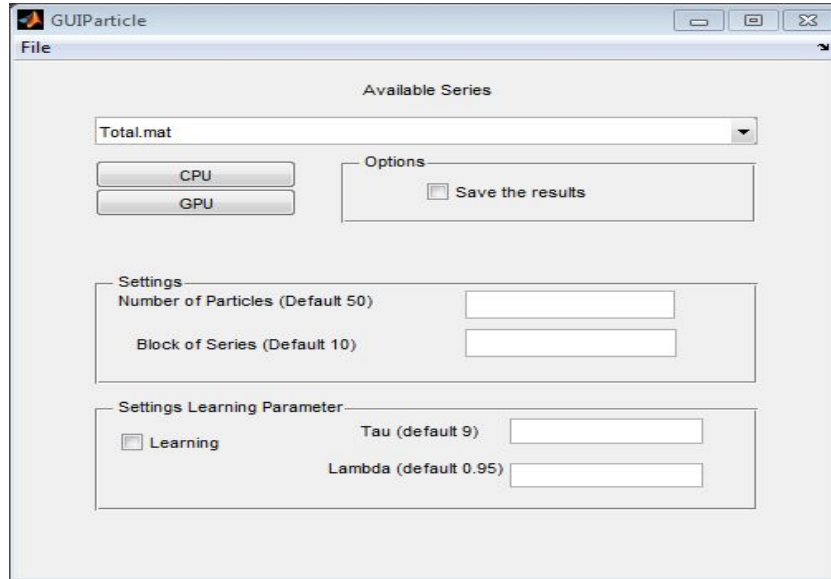 GUIParticle
File
Available Series
Total.mat
CPU
GPU
Options
Save the results
Settings
Number of Particles (Default 50)
Block of Series (Default 10)
Settings Learning Parameter
Learning
Tau (default 9)
Lambda (default 0.95)